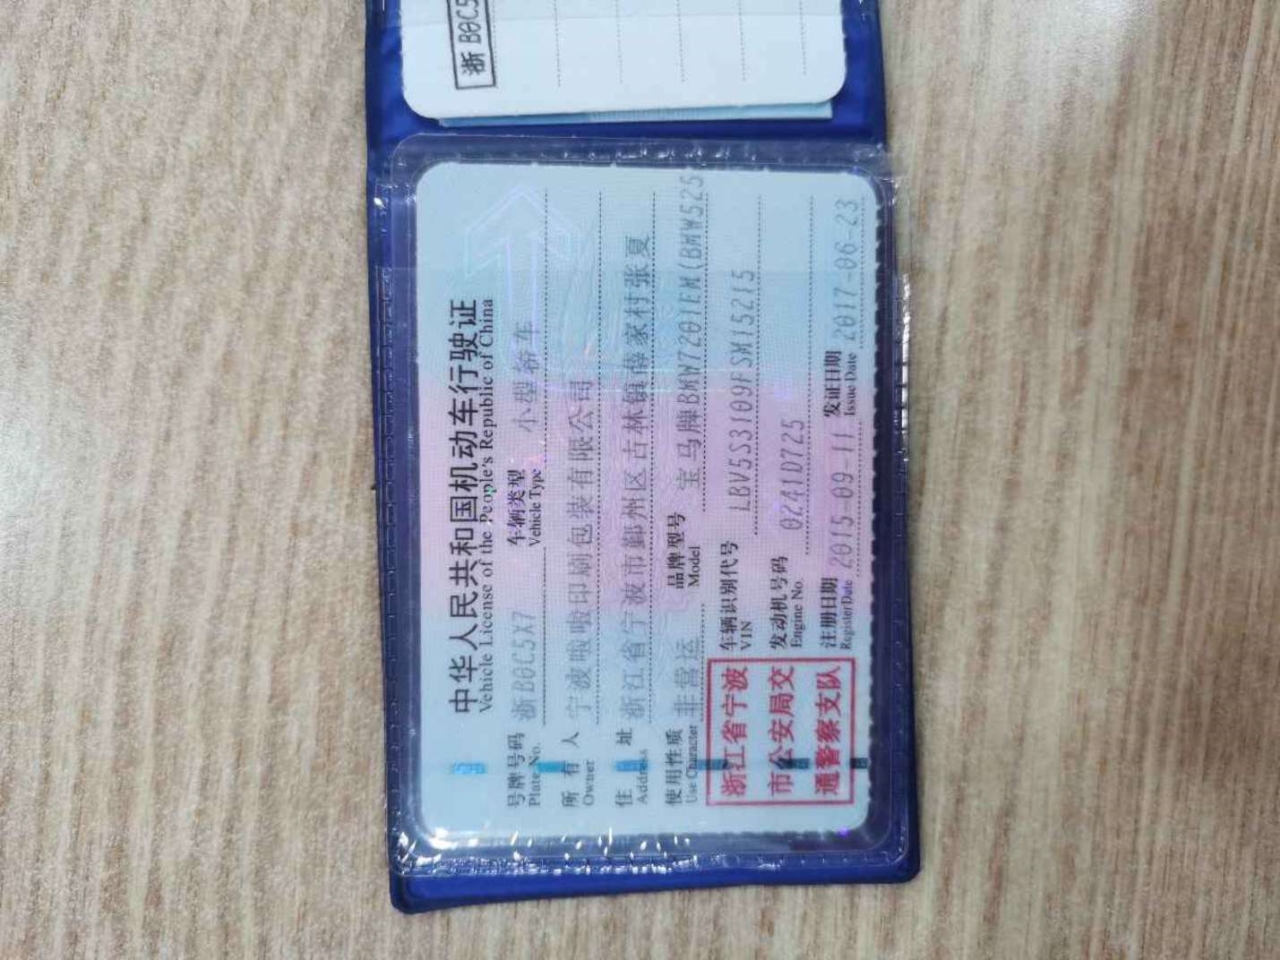 浙B0C5
中华人民共和国机动车行驶证
Vehicle License of the People's Republic of China
号牌号码 浙B0C5X7 车辆类型 小型轿车
Plate No. Vehicle Type
所有人 宁波啦啦印刷包装有限公司
Owner
住址 浙江省宁波市鄞州区古林镇薛家村张夏
Address
使用性质 非营运 品牌型号 宝马牌BMW7201EM(BMW525
Use Character Model
浙江省宁波
市公安局交
通警察支队
车辆识别代号 LBV5S3109FSM15215
VIN
发动机号码 0241D725
Engine No.
注册日期 2015-09-11 发证日期 2017-06-23
Register Date Issue Date